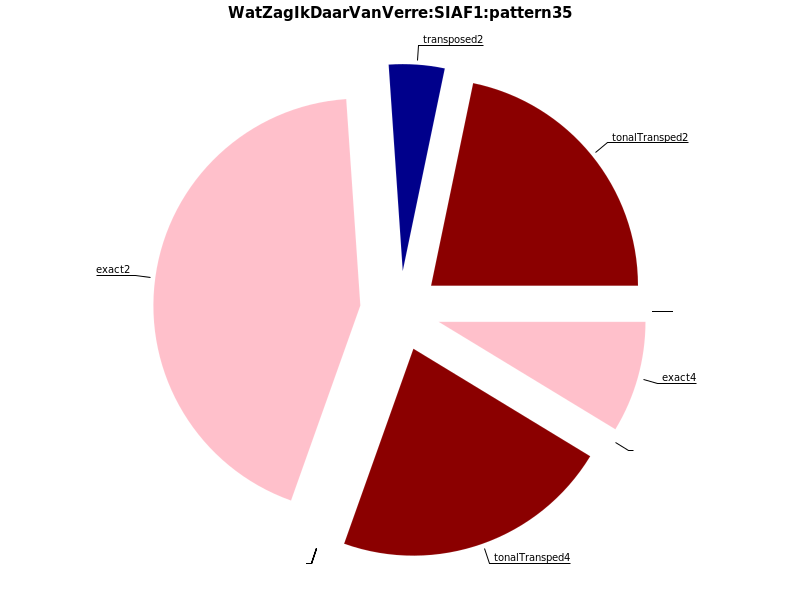 WatZagIkDaarVanVerre:SIAF1:pattern35
transposed2
tonalTransped2
exact2
exact4
tonalTransped4